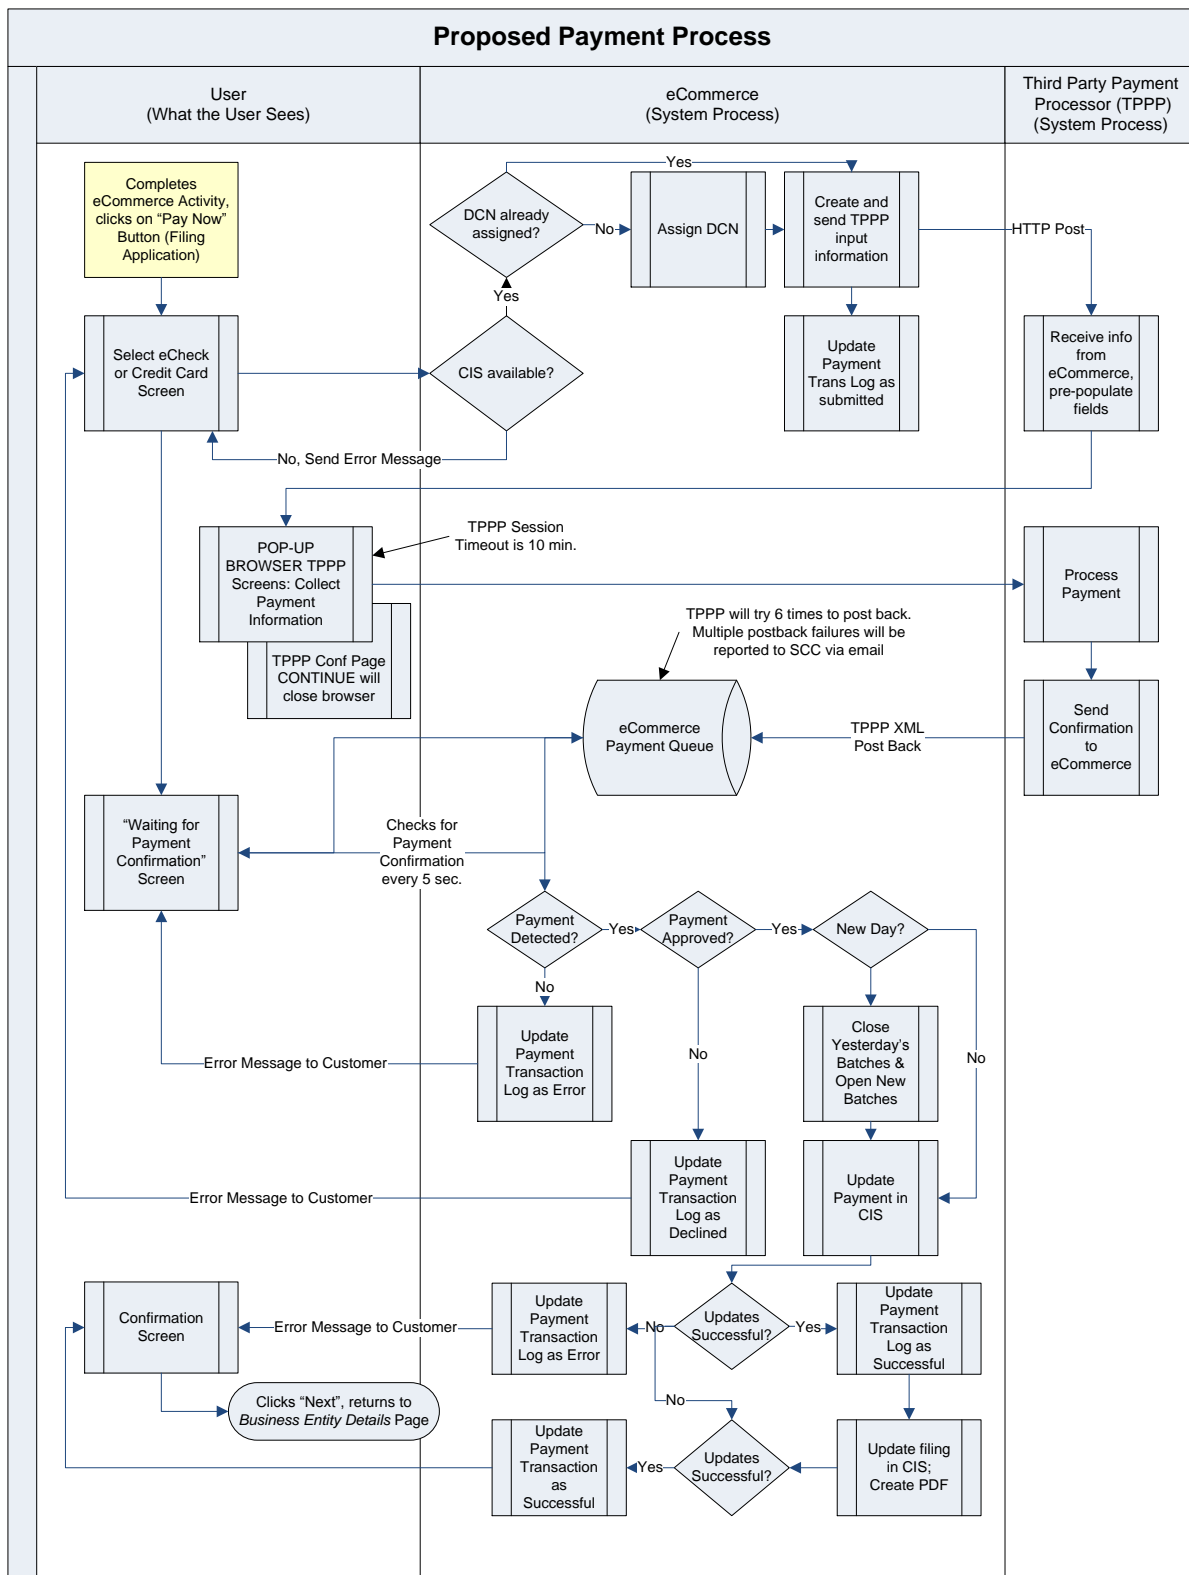 Proposed Payment Process
User
(What the User Sees)
eCommerce
(System Process)
Third Party Payment
Processor (TPPP)
(System Process)
Completes
eCommerce Activity,
clicks on “Pay Now”
Button (Filing
Application)
DCN already
assigned?
Yes
No
Assign DCN
Create and
send TPPP
input
information
HTTP Post
Yes
Select eCheck
or Credit Card
Screen
CIS available?
Update
Payment
Trans Log as
submitted
Receive info
from
eCommerce,
pre-populate
fields
No, Send Error Message
POP-UP
BROWSER TPPP
Screens: Collect
Payment
Information
TPPP Session
Timeout is 10 min.
Process
Payment
TPPP Conf Page
CONTINUE will
close browser
TPPP will try 6 times to post back.
Multiple postback failures will be
reported to SCC via email
eCommerce
Payment Queue
TPPP XML
Post Back
Send
Confirmation
to
eCommerce
“Waiting for
Payment
Confirmation”
Screen
Checks for
Payment
Confirmation
every 5 sec.
Payment
Detected?
Yes
Payment
Approved?
Yes
New Day?
No
Update
Payment
Transaction
Log as Error
Error Message to Customer
No
Close
Yesterday’s
Batches &
Open New
Batches
No
Update
Payment
Transaction
Log as
Declined
Error Message to Customer
Update
Payment in
CIS
Confirmation
Screen
Error Message to Customer
Update
Payment
Transaction
Log as Error
No
Updates
Successful?
Yes
Update
Payment
Transaction
Log as
Successful
Clicks “Next”, returns to
Business Entity Details Page
No
Update
Payment
Transaction
as
Successful
Yes
Updates
Successful?
Update filing
in CIS;
Create PDF